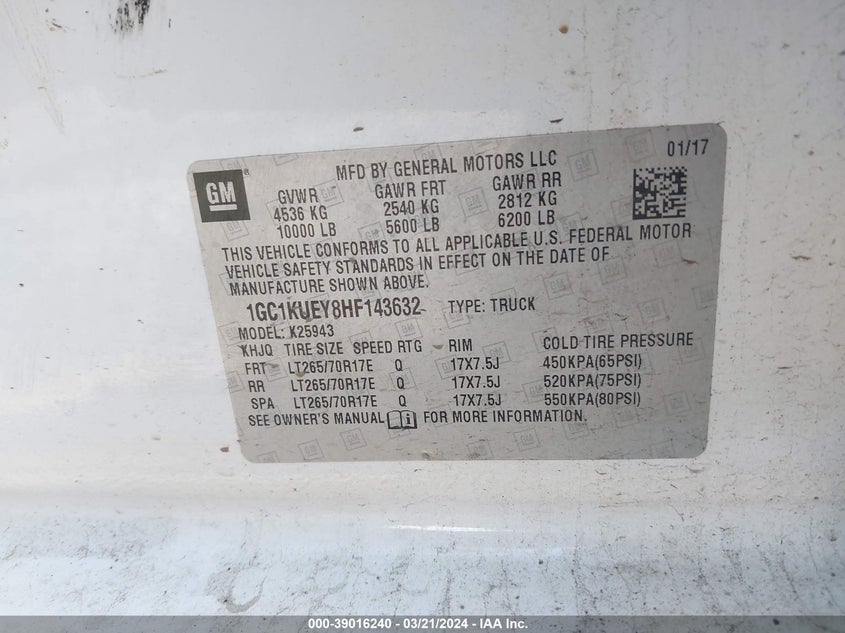 MFD BY GENERAL MOTORS LLC 01/17
GM
GVWR GAWR FRT GAWR RR
4536 KG 2540 KG 2812 KG
10000 LB 5600 LB 6200 LB
THIS VEHICLE CONFORMS TO ALL APPLICABLE U.S. FEDERAL MOTOR
VEHICLE SAFETY STANDARDS IN EFFECT ON THE DATE OF
MANUFACTURE SHOWN ABOVE.
1GC1KUEY8HF143632 TYPE: TRUCK
MODEL: K25943
KHJQ TIRE SIZE SPEED RTG RIM COLD TIRE PRESSURE
FRT LT265/70R17E Q 17X7.5J 450KPA(65PSI)
RR LT265/70R17E Q 17X7.5J 520KPA(75PSI)
SPA LT265/70R17E Q 17X7.5J 550KPA(80PSI)
SEE OWNER'S MANUAL FOR MORE INFORMATION.
000-39016240 - 03/21/2024 - IAA Inc.